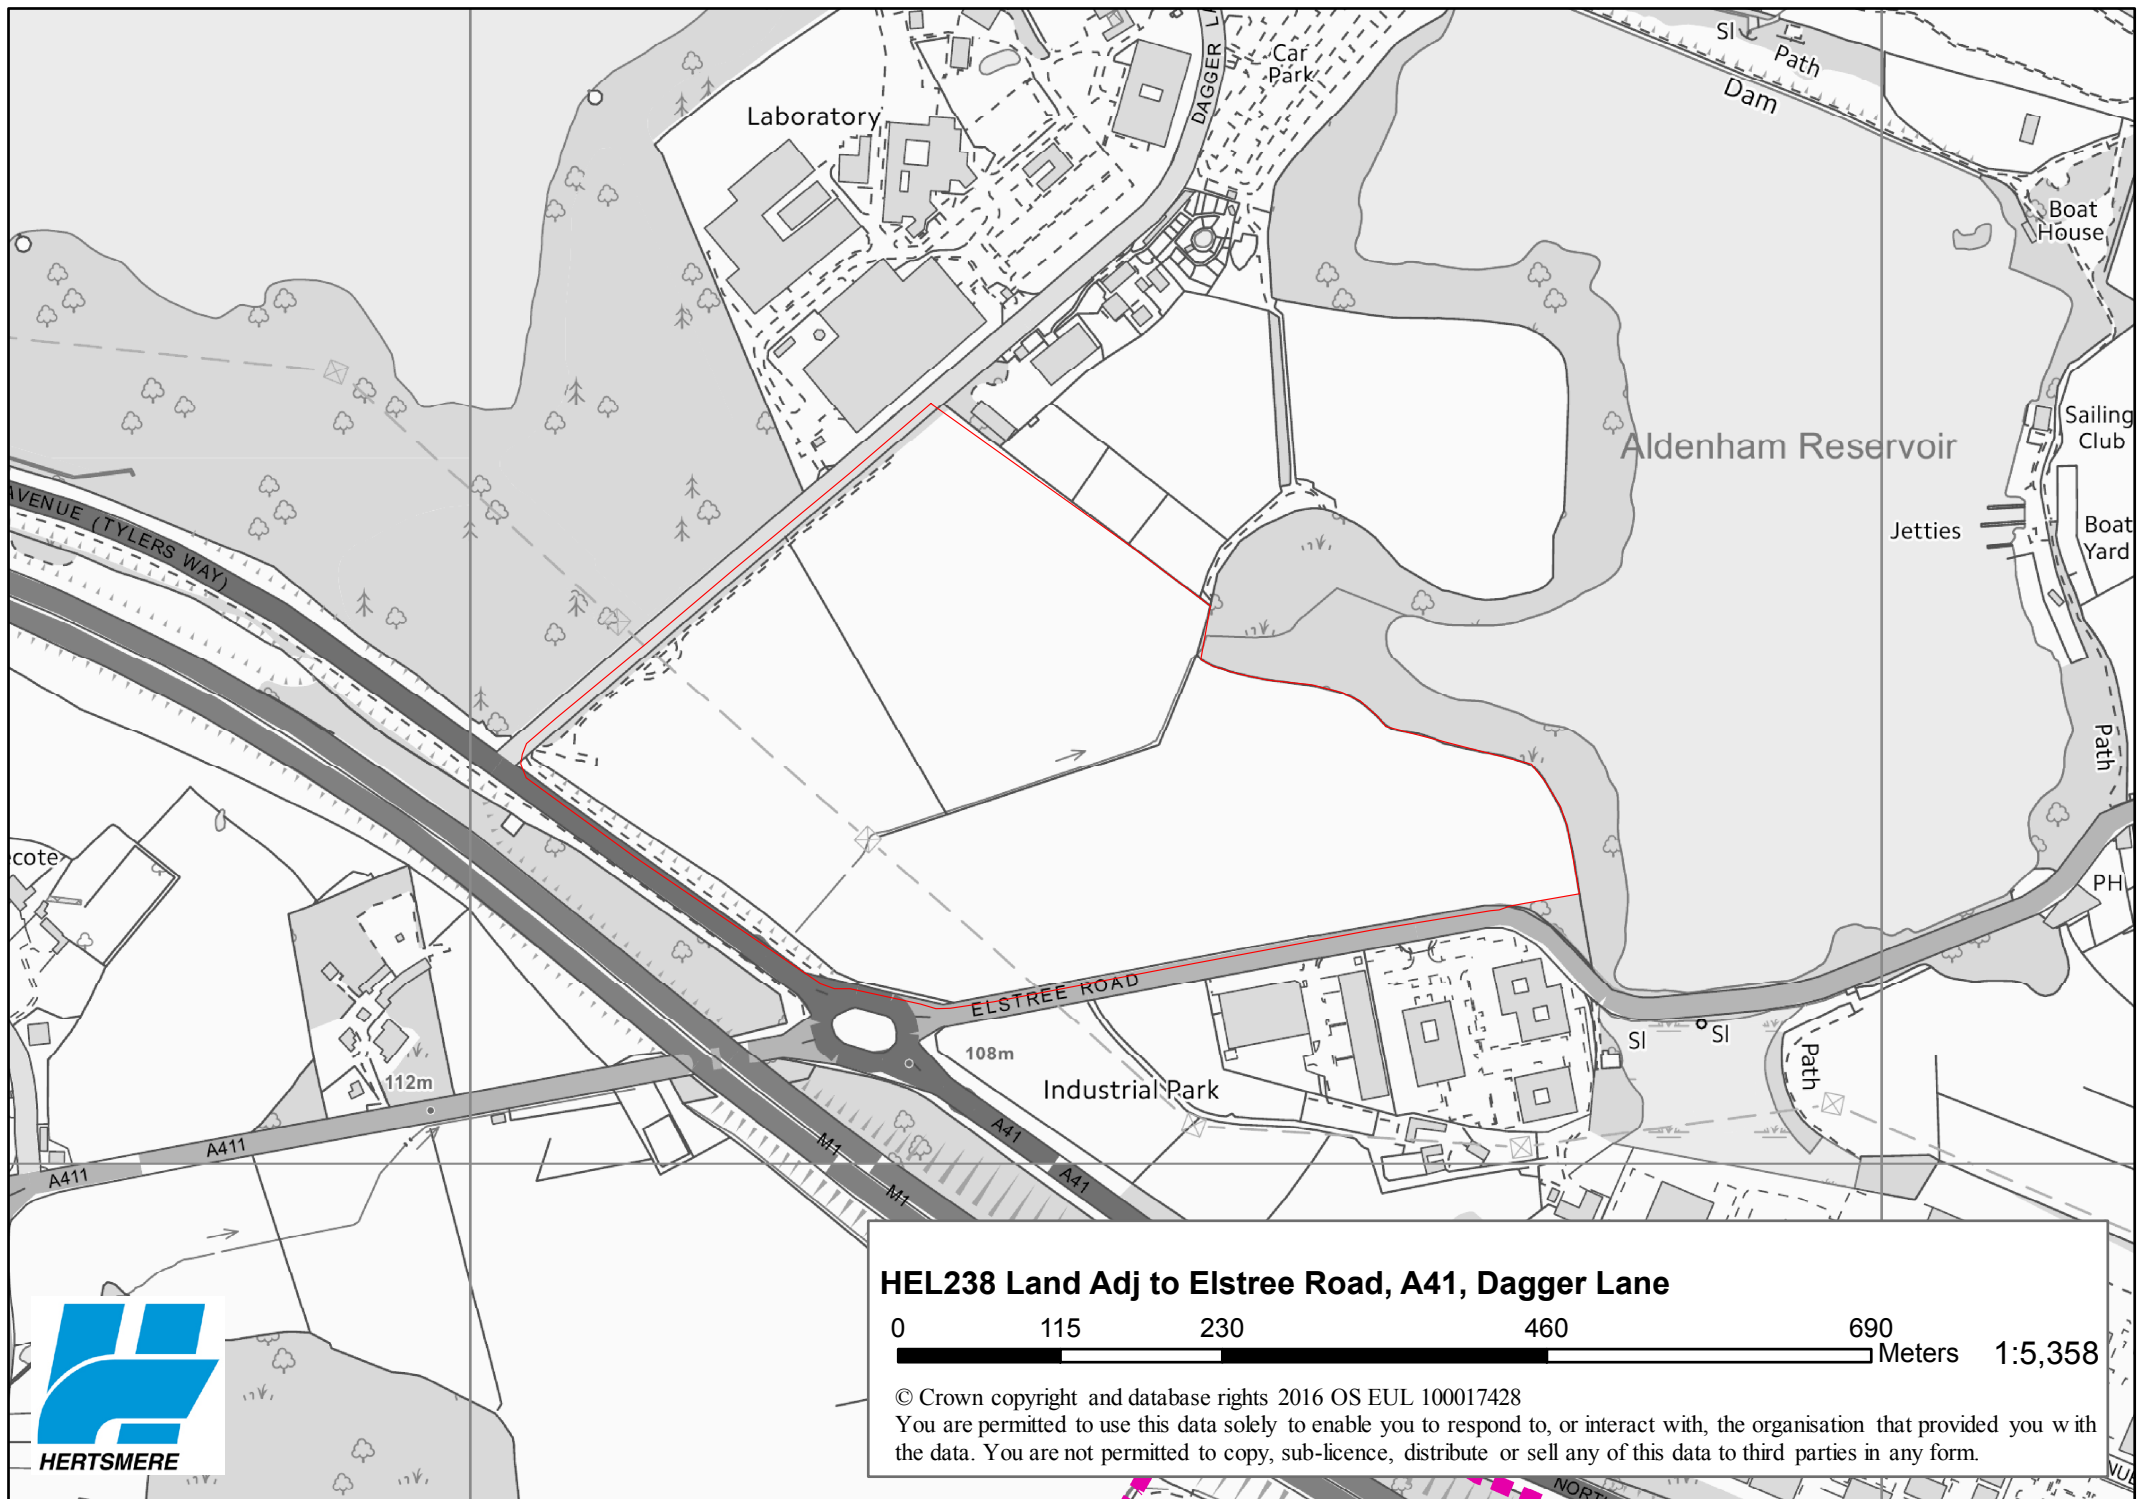 SI
Path
Dam
Car
Park
DAGGER
Laboratory
Boat
House
Sailing
Club
Aldenham Reservoir
Boat
Yard
Jetties
AVENUE (TYLERS WAY)
Path
PH
ELSTREE ROAD
108m
Industrial Park
SI
SI
Path
112m
A411
A411
A41
A41
M1
M1
HEL238 Land Adj to Elstree Road, A41, Dagger Lane
0 115 230 460 690
Meters 1:5,358
© Crown copyright and database rights 2016 OS EUL 100017428
You are permitted to use this data solely to enable you to respond to, or interact with, the organisation that provided you with
the data. You are not permitted to copy, sub-licence, distribute or sell any of this data to third parties in any form.
HERTSMERE